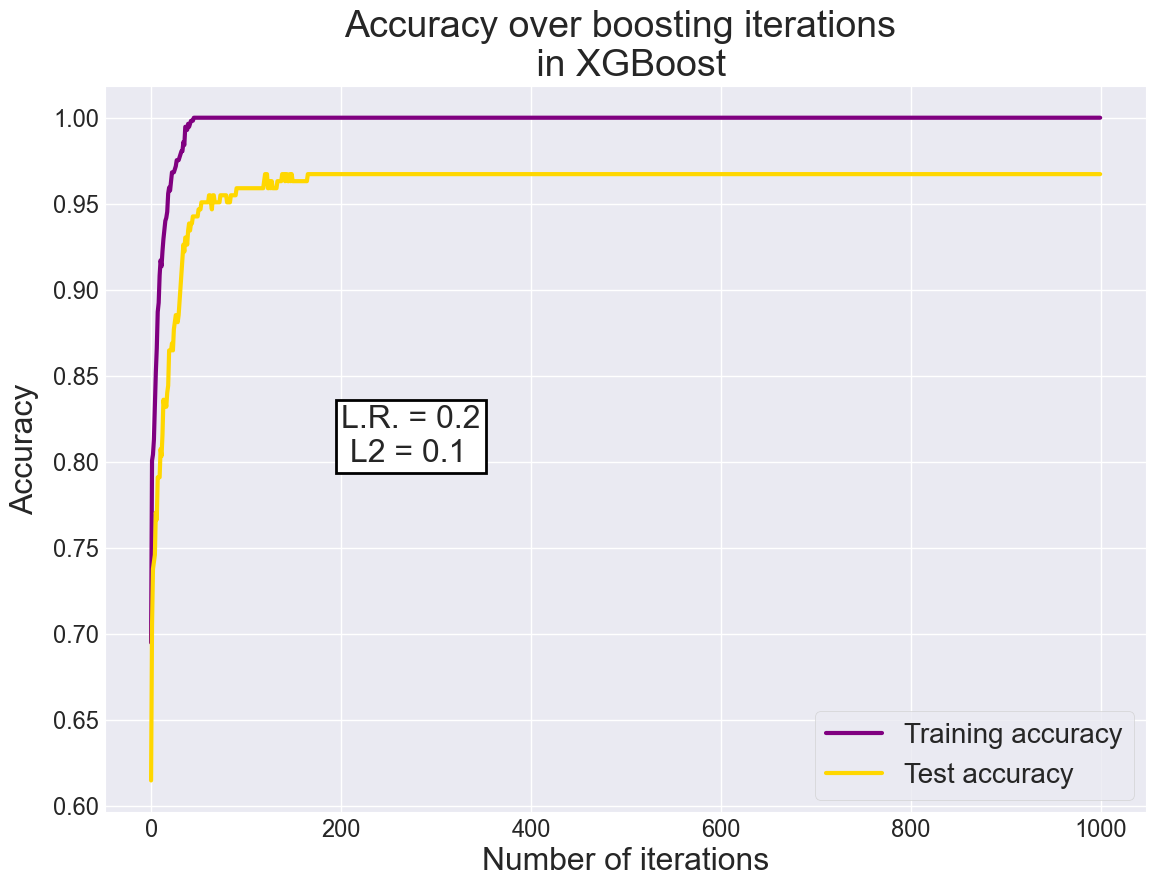 Accuracy over boosting iterations
in XGBoost
1.00
0.95
0.90
0.85
0.80
0.75
0.70
0.65
0.60
Accuracy
L.R. = 0.2
L2 = 0.1
Training accuracy
Test accuracy
0 200 400 600 800 1000
Number of iterations